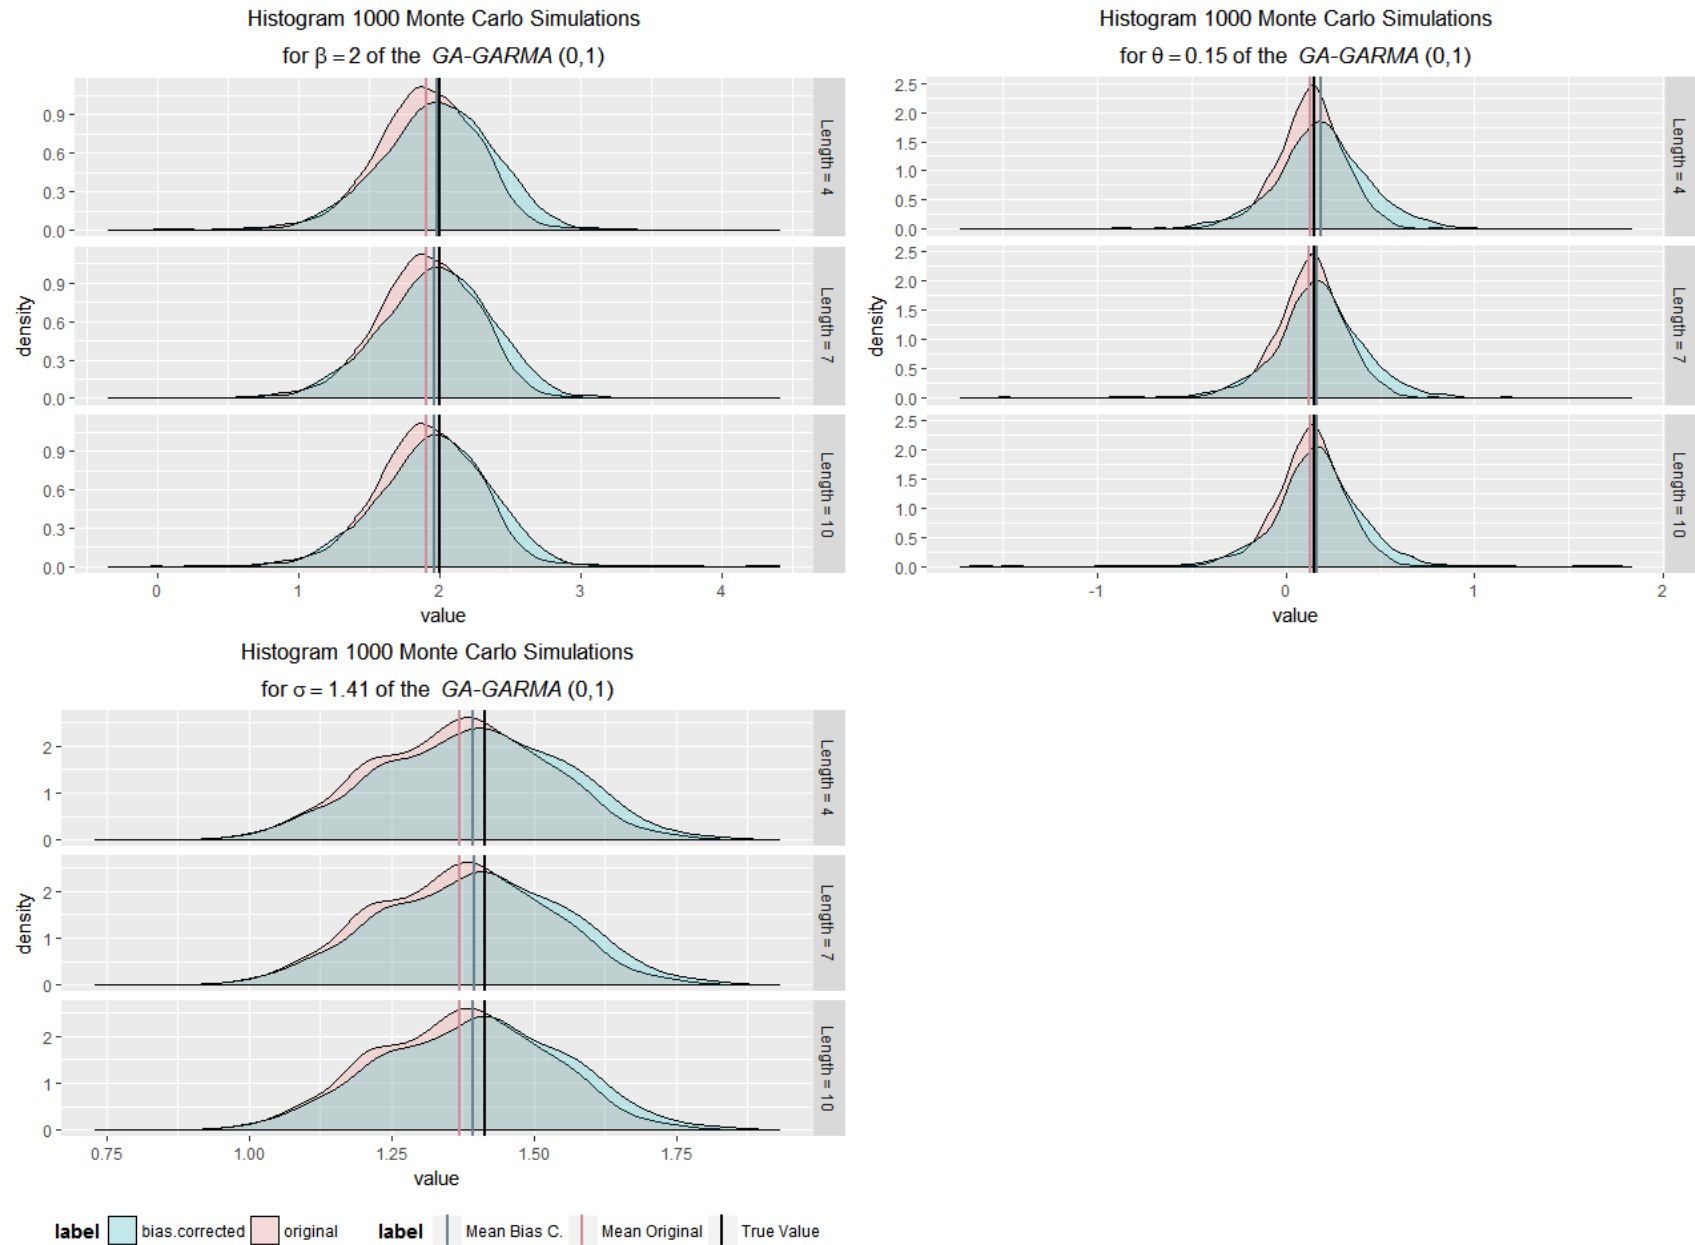 Histogram 1000 Monte Carlo Simulations
for β = 2 of the GA-GARMA (0,1)
density
0.9
0.6
0.3
0.0
Length = 4
0.9
0.6
0.3
0.0
Length = 7
0.9
0.6
0.3
0.0
Length = 10
0 1 2 3 4
value
Histogram 1000 Monte Carlo Simulations
for θ = 0.15 of the GA-GARMA (0,1)
density
2.5
2.0
1.5
1.0
0.5
0.0
Length = 4
2.5
2.0
1.5
1.0
0.5
0.0
Length = 7
2.5
2.0
1.5
1.0
0.5
0.0
Length = 10
-1 0 1 2
value
Histogram 1000 Monte Carlo Simulations
for σ = 1.41 of the GA-GARMA (0,1)
density
2
1
0
Length = 4
2
1
0
Length = 7
2
1
0
Length = 10
0.75 1.00 1.25 1.50 1.75
value
label bias.corrected original label Mean Bias C. Mean Original True Value